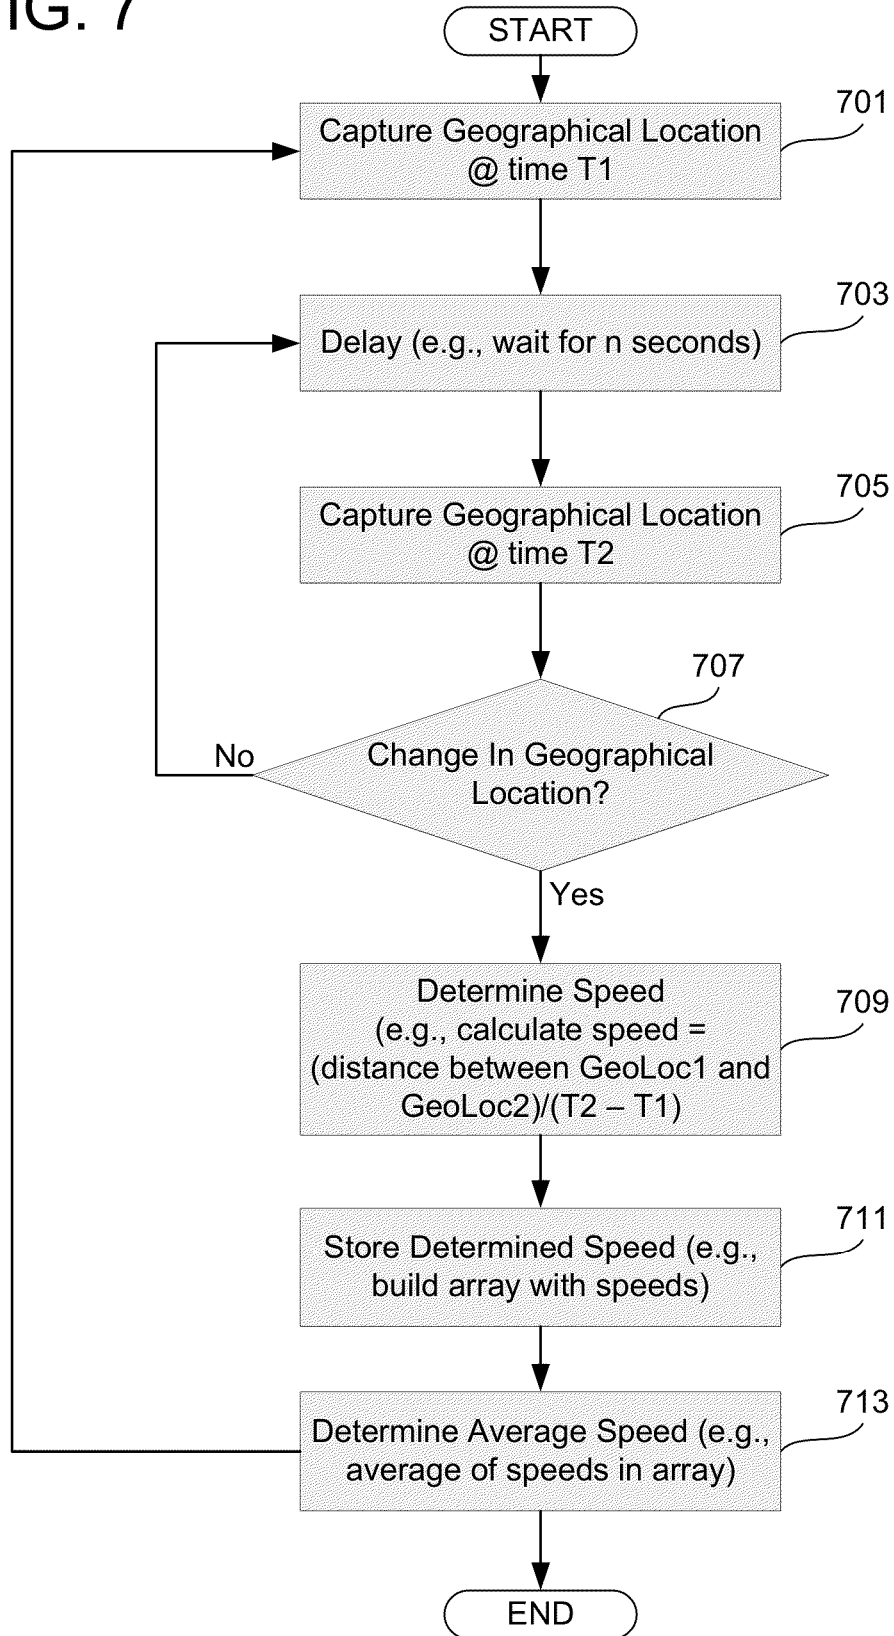 IG. 7
START
701
Capture Geographical Location
@ time T1
703
Delay (e.g., wait for n seconds)
705
Capture Geographical Location
@ time T2
707
Change In Geographical
Location?
No
Yes
709
Determine Speed
(e.g., calculate speed =
(distance between GeoLoc1 and
GeoLoc2)/(T2 – T1)
711
Store Determined Speed (e.g.,
build array with speeds)
713
Determine Average Speed (e.g.,
average of speeds in array)
END